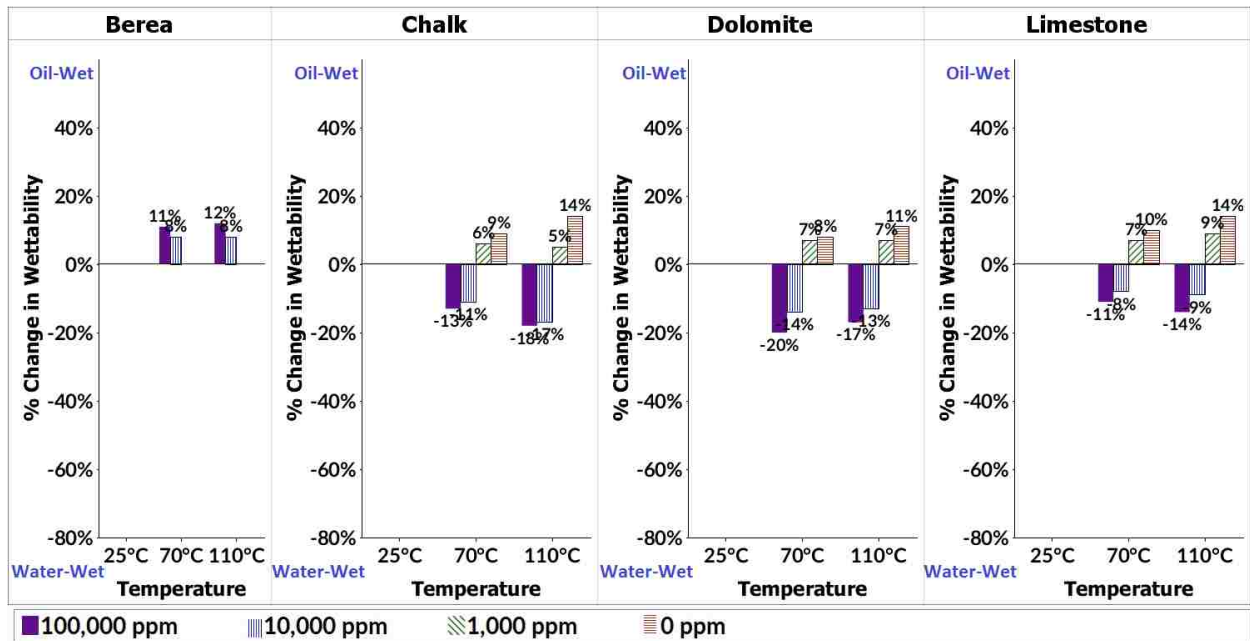 Berea Chalk Dolomite Limestone
Oil-Wet Oil-Wet Oil-Wet Oil-Wet
% Change in Wettability
40%
20%
0%
-20%
-40%
-60%
-80%
11%
8%
12%
8%
25°C 70°C 110°C
Water-Wet
Temperature
% Change in Wettability
40%
20%
0%
-20%
-40%
-60%
-80%
-13%
-11%
6%
9%
-18%
-17%
5%
14%
25°C 70°C 110°C
Water-Wet
Temperature
% Change in Wettability
40%
20%
0%
-20%
-40%
-60%
-80%
-20%
-14%
7%
8%
-17%
-13%
7%
11%
25°C 70°C 110°C
Water-Wet
Temperature
% Change in Wettability
40%
20%
0%
-20%
-40%
-60%
-80%
-11%
-8%
7%
10%
-14%
-9%
9%
14%
25°C 70°C 110°C
Water-Wet
Temperature
100,000 ppm 10,000 ppm 1,000 ppm 0 ppm